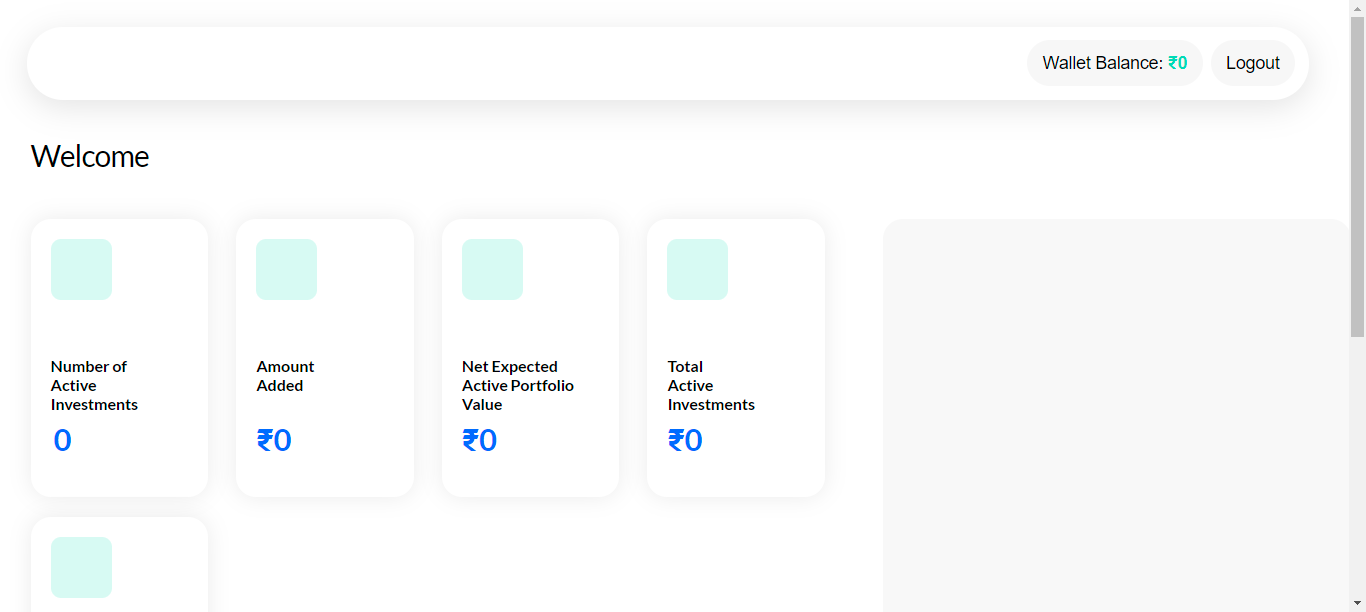 Wallet Balance: ₹0
Logout
Welcome
Number of
Active
Investments
0
Amount
Added
₹0
Net Expected
Active Portfolio
Value
₹0
Total
Active
Investments
₹0